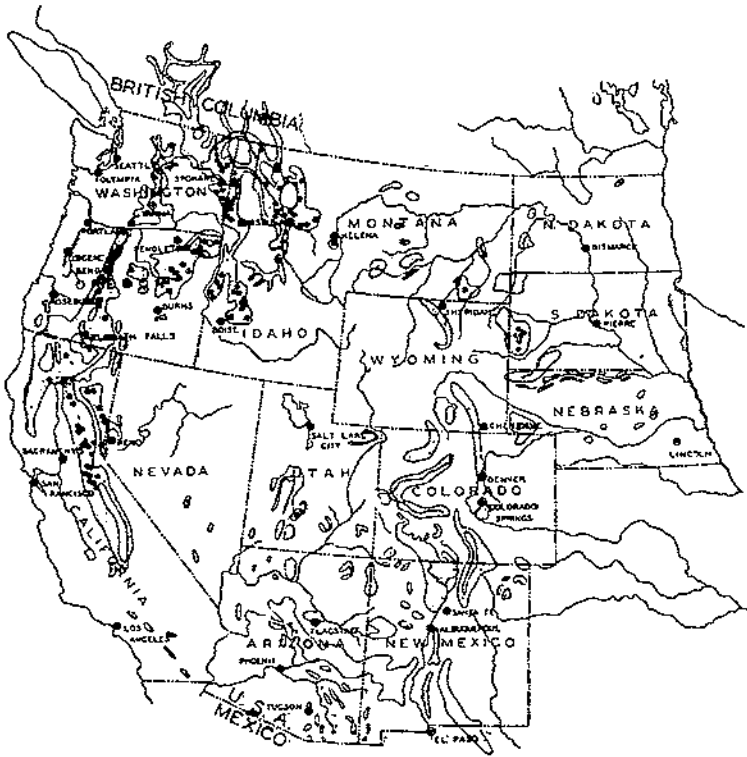 BRITISH COLUMBIA
SEATTLE
OLYMPIA
SPOKANE
WASHINGTON
PORTLAND
MONTANA
HELENA
N. DAKOTA
BISMARCK
EUGENE
BEND
BURNS
BOISE
IDAHO
SHERIDAN
S. DAKOTA
PIERRE
KLAMATH FALLS
WYOMING
NEBRASKA
CHEYENNE
LINCOLN
RENO
SACRAMENTO
SALT LAKE
CITY
NEVADA
UTAH
SAN
FRANCISCO
DENVER
COLORADO
COLORADO
SPRINGS
CALIFORNIA
LOS
ANGELES
SANTA FE
FLAGSTAFF
ALBUQUERQUE
ARIZONA
NEW MEXICO
PHOENIX
TUCSON
U.S.A.
MEXICO
EL PASO